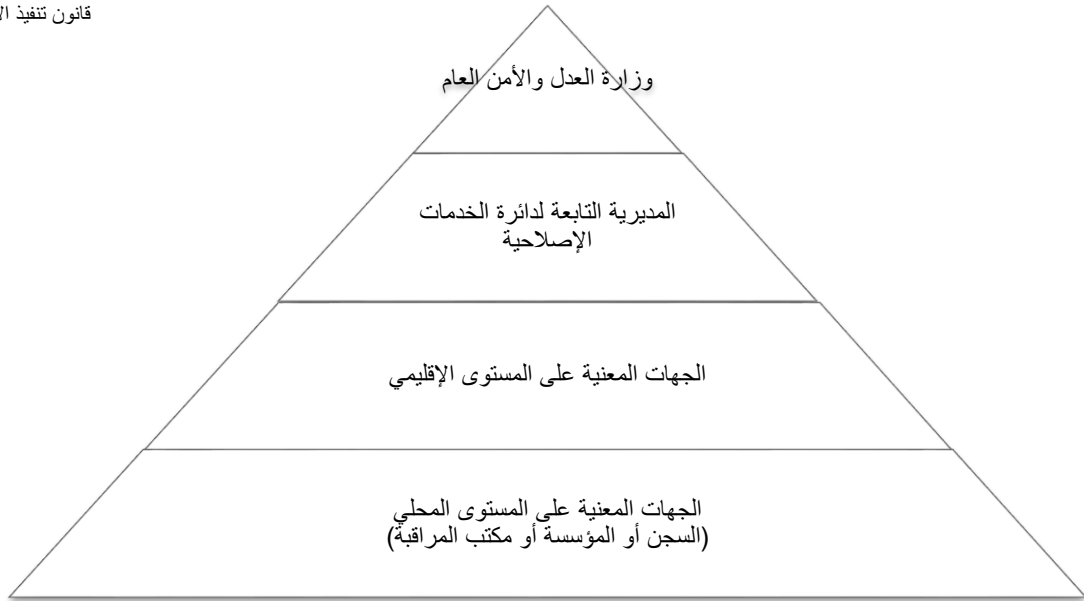 قانون تنفيذ
وزارة العدل والأمن العام
المديرية التابعة لدائرة الخدمات
الإصلاحية
الجهات المعنية على المستوى الإقليمي
الجهات المعنية على المستوى المحلي
(السجن أو المؤسسة أو مكتب المراقبة)